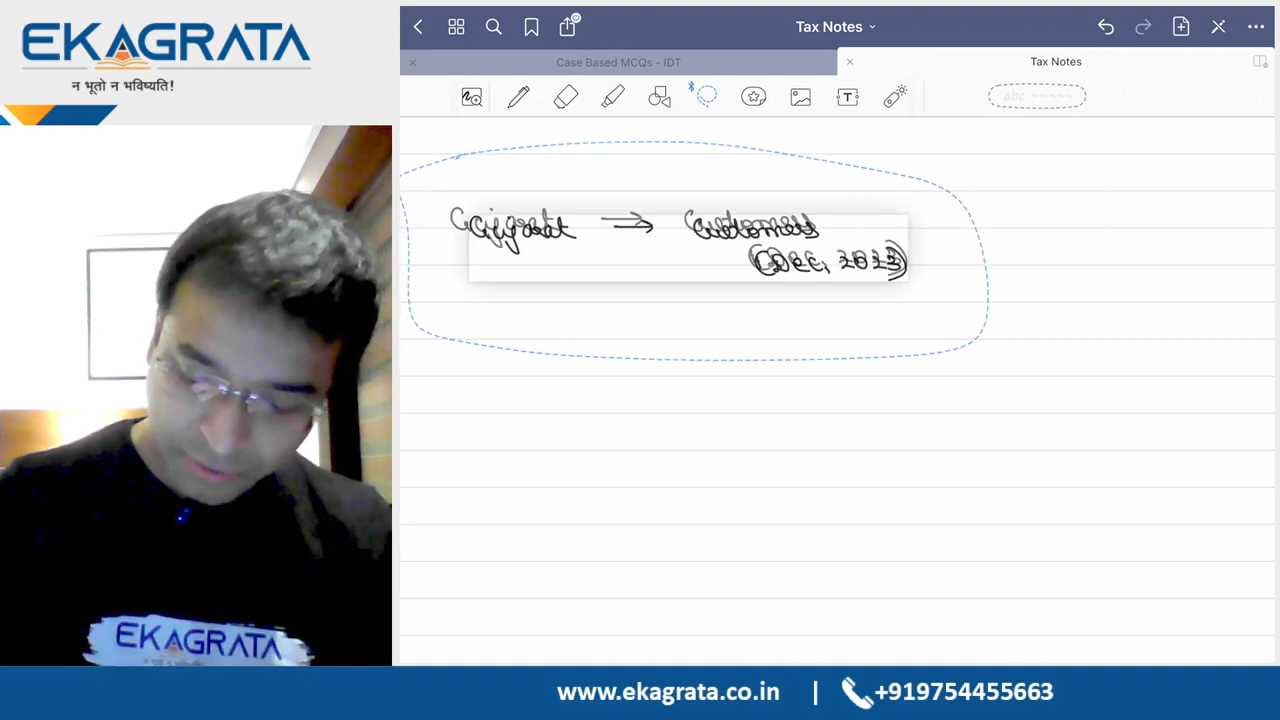 EKAGRATA
न भूतो न भविष्यति!
Tax Notes
Case Based MCQs - IDT
Tax Notes
T
abc
Gujarat ⇒ Customers
(Dec, 2023)
EKAGRATA
www.ekagrata.co.in | +919754455663